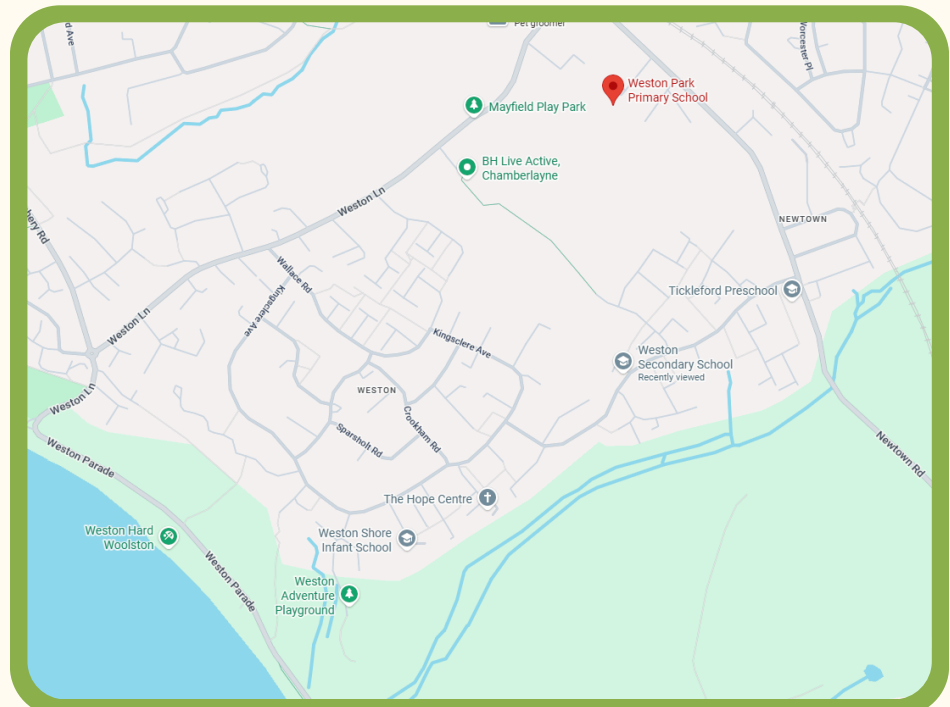 d Ave
Pet groomer
Worcester Pl
Weston Park
Primary School
Mayfield Play Park
BH Live Active,
Chamberlayne
Weston Ln
bery Rd
NEWTOWN
Wallace Rd
Kingsclere Ave
Tickleford Preschool
Weston Ln
Kingsclere Ave
Weston
Secondary School
Recently viewed
WESTON
Weston Ln
Crookham Rd
Sparsholt Rd
Weston Parade
Newtown Rd
The Hope Centre
Weston Hard
Woolston
Weston Shore
Infant School
Weston Parade
Weston
Adventure
Playground